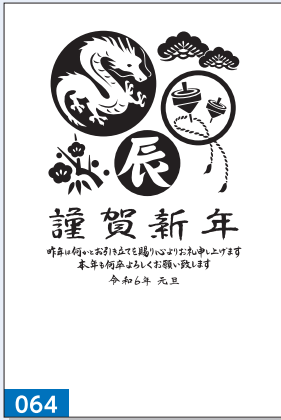 辰
謹賀新年
昨年は何かとお引き立てを賜り心よりお礼申し上げます
本年も何卒よろしくお願い致します
令和6年 元旦
064